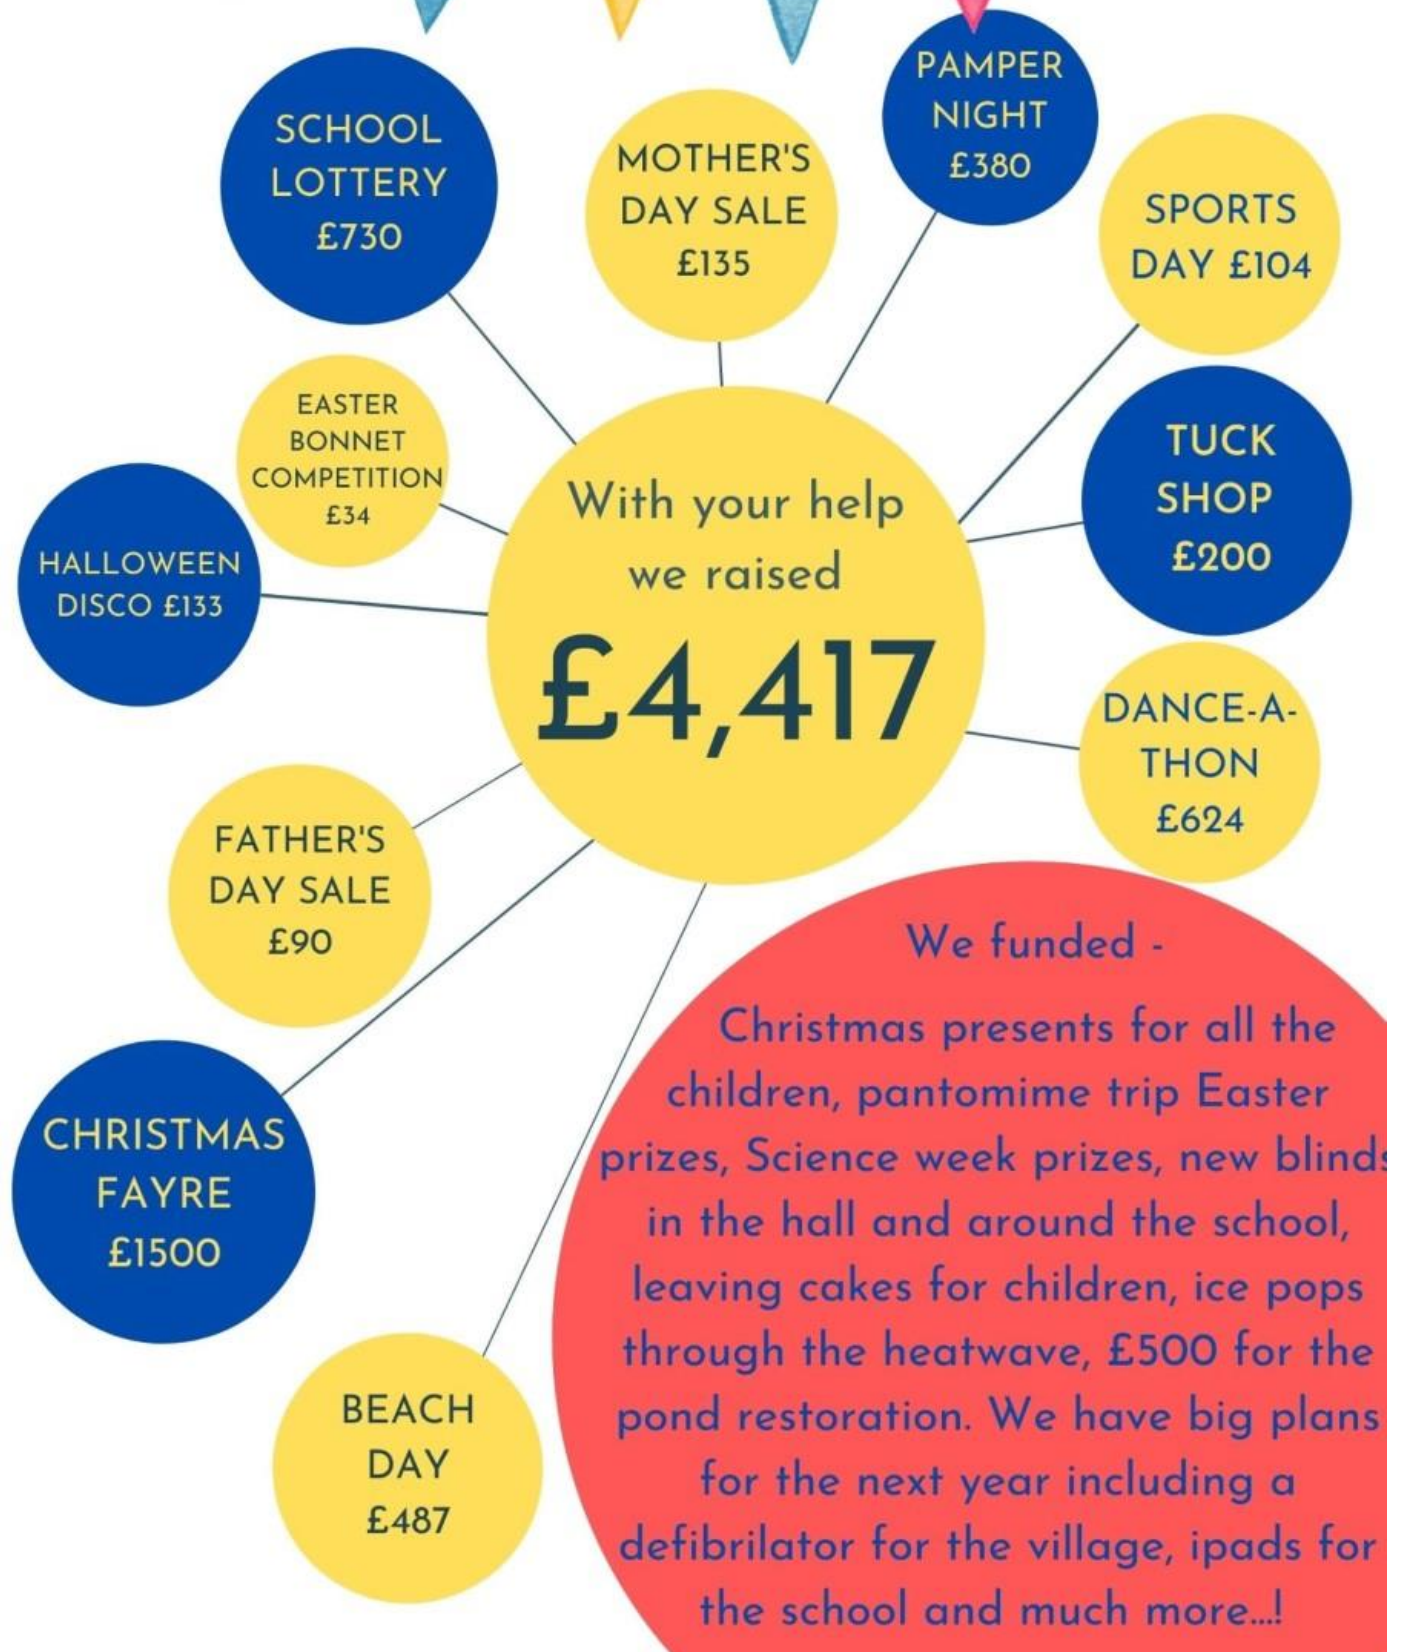 SCHOOL
LOTTERY
£730
MOTHER'S
DAY SALE
£135
PAMPER
NIGHT
£380
SPORTS
DAY £104
EASTER
BONNET
COMPETITION
£34
HALLOWEEN
DISCO £133
With your help
we raised
£4,417
TUCK
SHOP
£200
DANCE-A-
THON
£624
FATHER'S
DAY SALE
£90
CHRISTMAS
FAYRE
£1500
BEACH
DAY
£487
We funded -
Christmas presents for all the
children, pantomime trip Easter
prizes, Science week prizes, new blinds
in the hall and around the school,
leaving cakes for children, ice pops
through the heatwave, £500 for the
pond restoration. We have big plans
for the next year including a
defibrilator for the village, ipads for
the school and much more...!